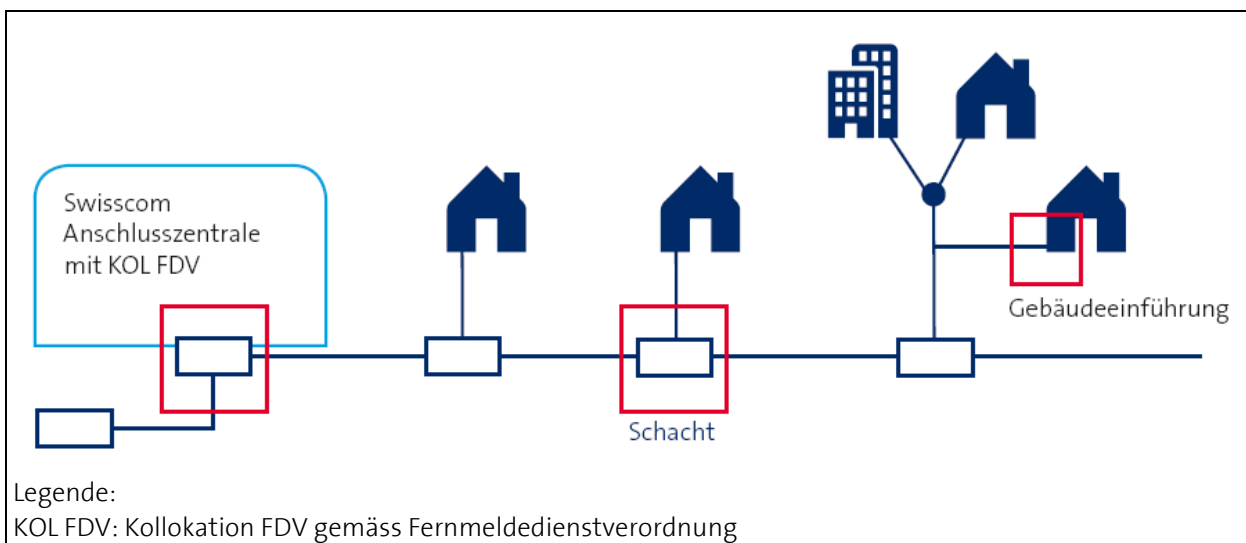 Swisscom
Anschlusszentrale
mit KOL FDV
Gebäudeeinführung
Schacht
Legende:
KOL FDV: Kollokation FDV gemäss Fernmeldedienstverordnung